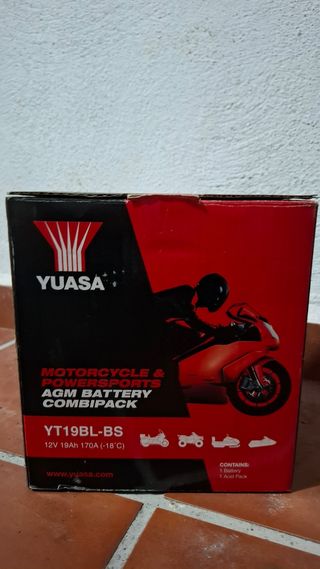 YUASA
MOTORCYCLE &
POWERSPORTS
AGM BATTERY
COMBIPACK
YT19BL-BS
12V 19Ah 170A (-18˚C)
www.yuasa.com
CONTAINS:
1 Battery
1 Acid Pack